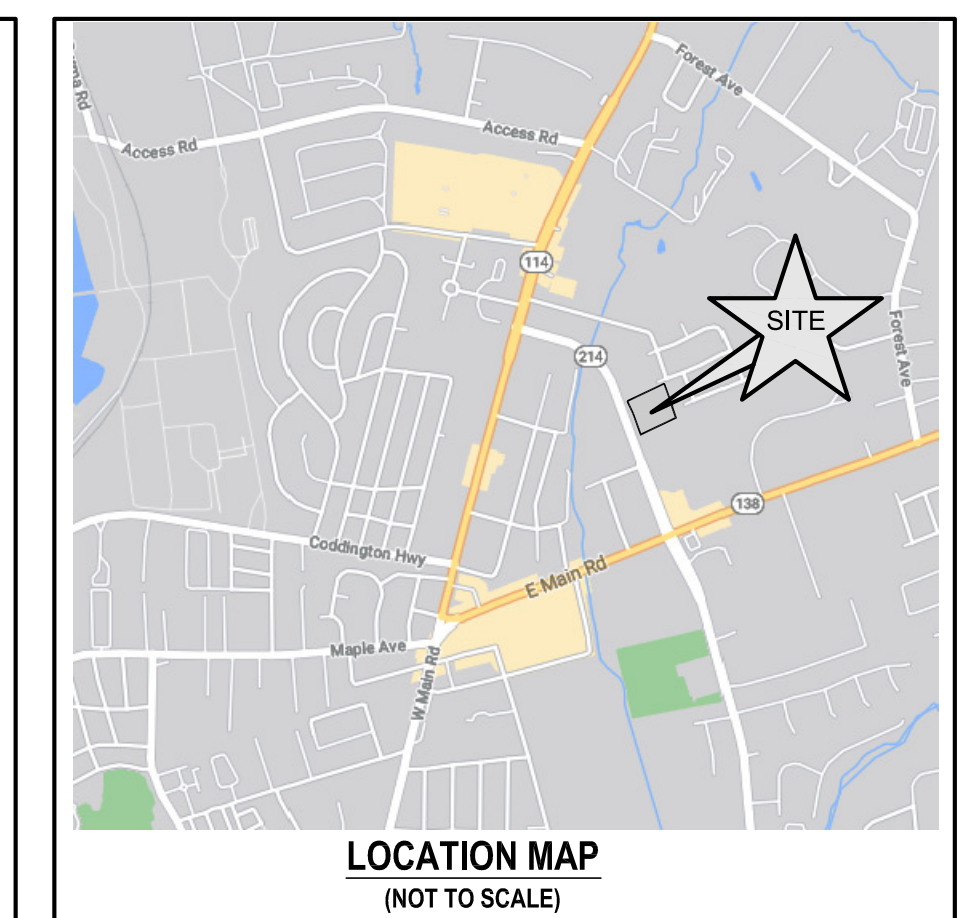 Forest Ave
Access Rd
Access Rd
Rd
114
SITE
214
Forest Ave
138
Coddington Hwy
E Main Rd
Maple Ave
W Main Rd
LOCATION MAP
(NOT TO SCALE)